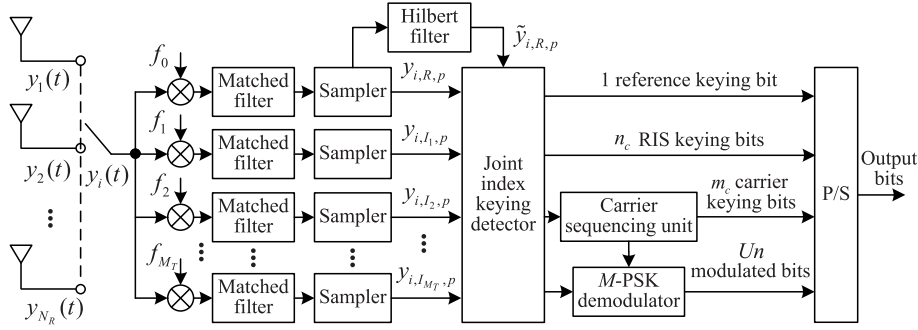 Hilbert
filter
ỹ_{i,R,p}
y_1(t)
y_2(t)
y_{N_R}(t)
y_i(t)
f_0
Matched
filter
Sampler
y_{i,R,p}
f_1
Matched
filter
Sampler
y_{i,I_1,p}
f_2
Matched
filter
Sampler
y_{i,I_2,p}
f_{M_T}
Matched
filter
Sampler
y_{i,I_{M_T},p}
Joint
index
keying
detector
1 reference keying bit
n_c RIS keying bits
Carrier
sequencing unit
m_c carrier
keying bits
M-PSK
demodulator
Un
modulated bits
P/S
Output
bits